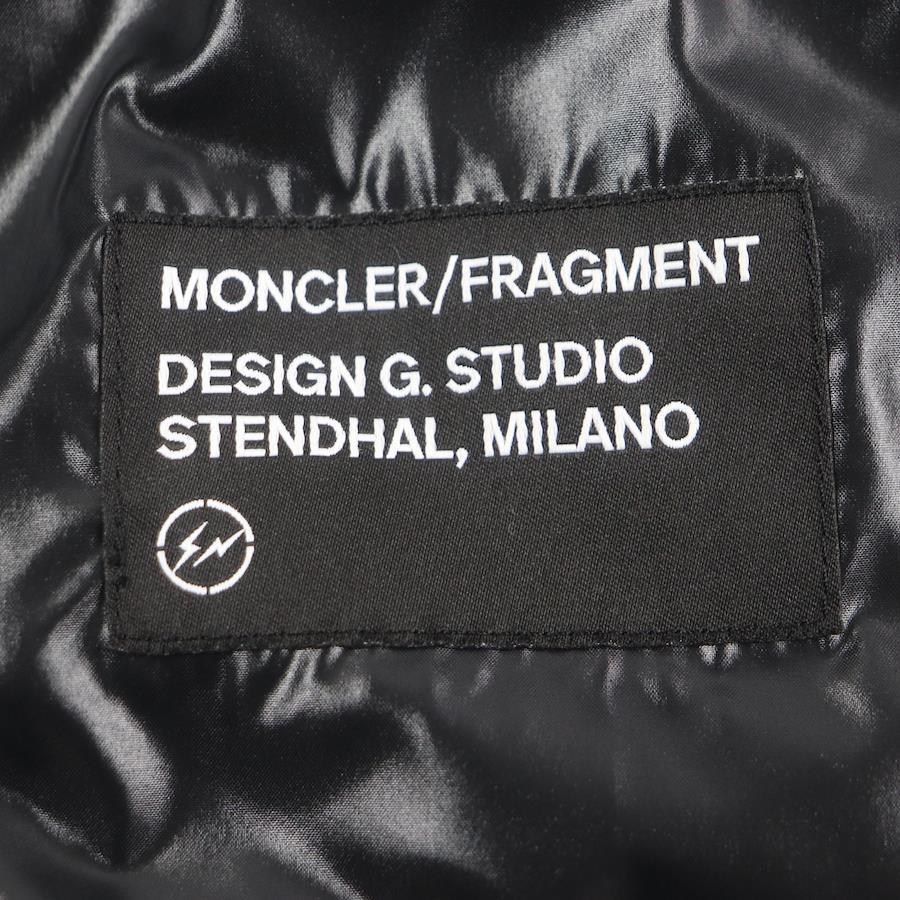 MONCLER/FRAGMENT
DESIGN G. STUDIO
STENDHAL, MILANO